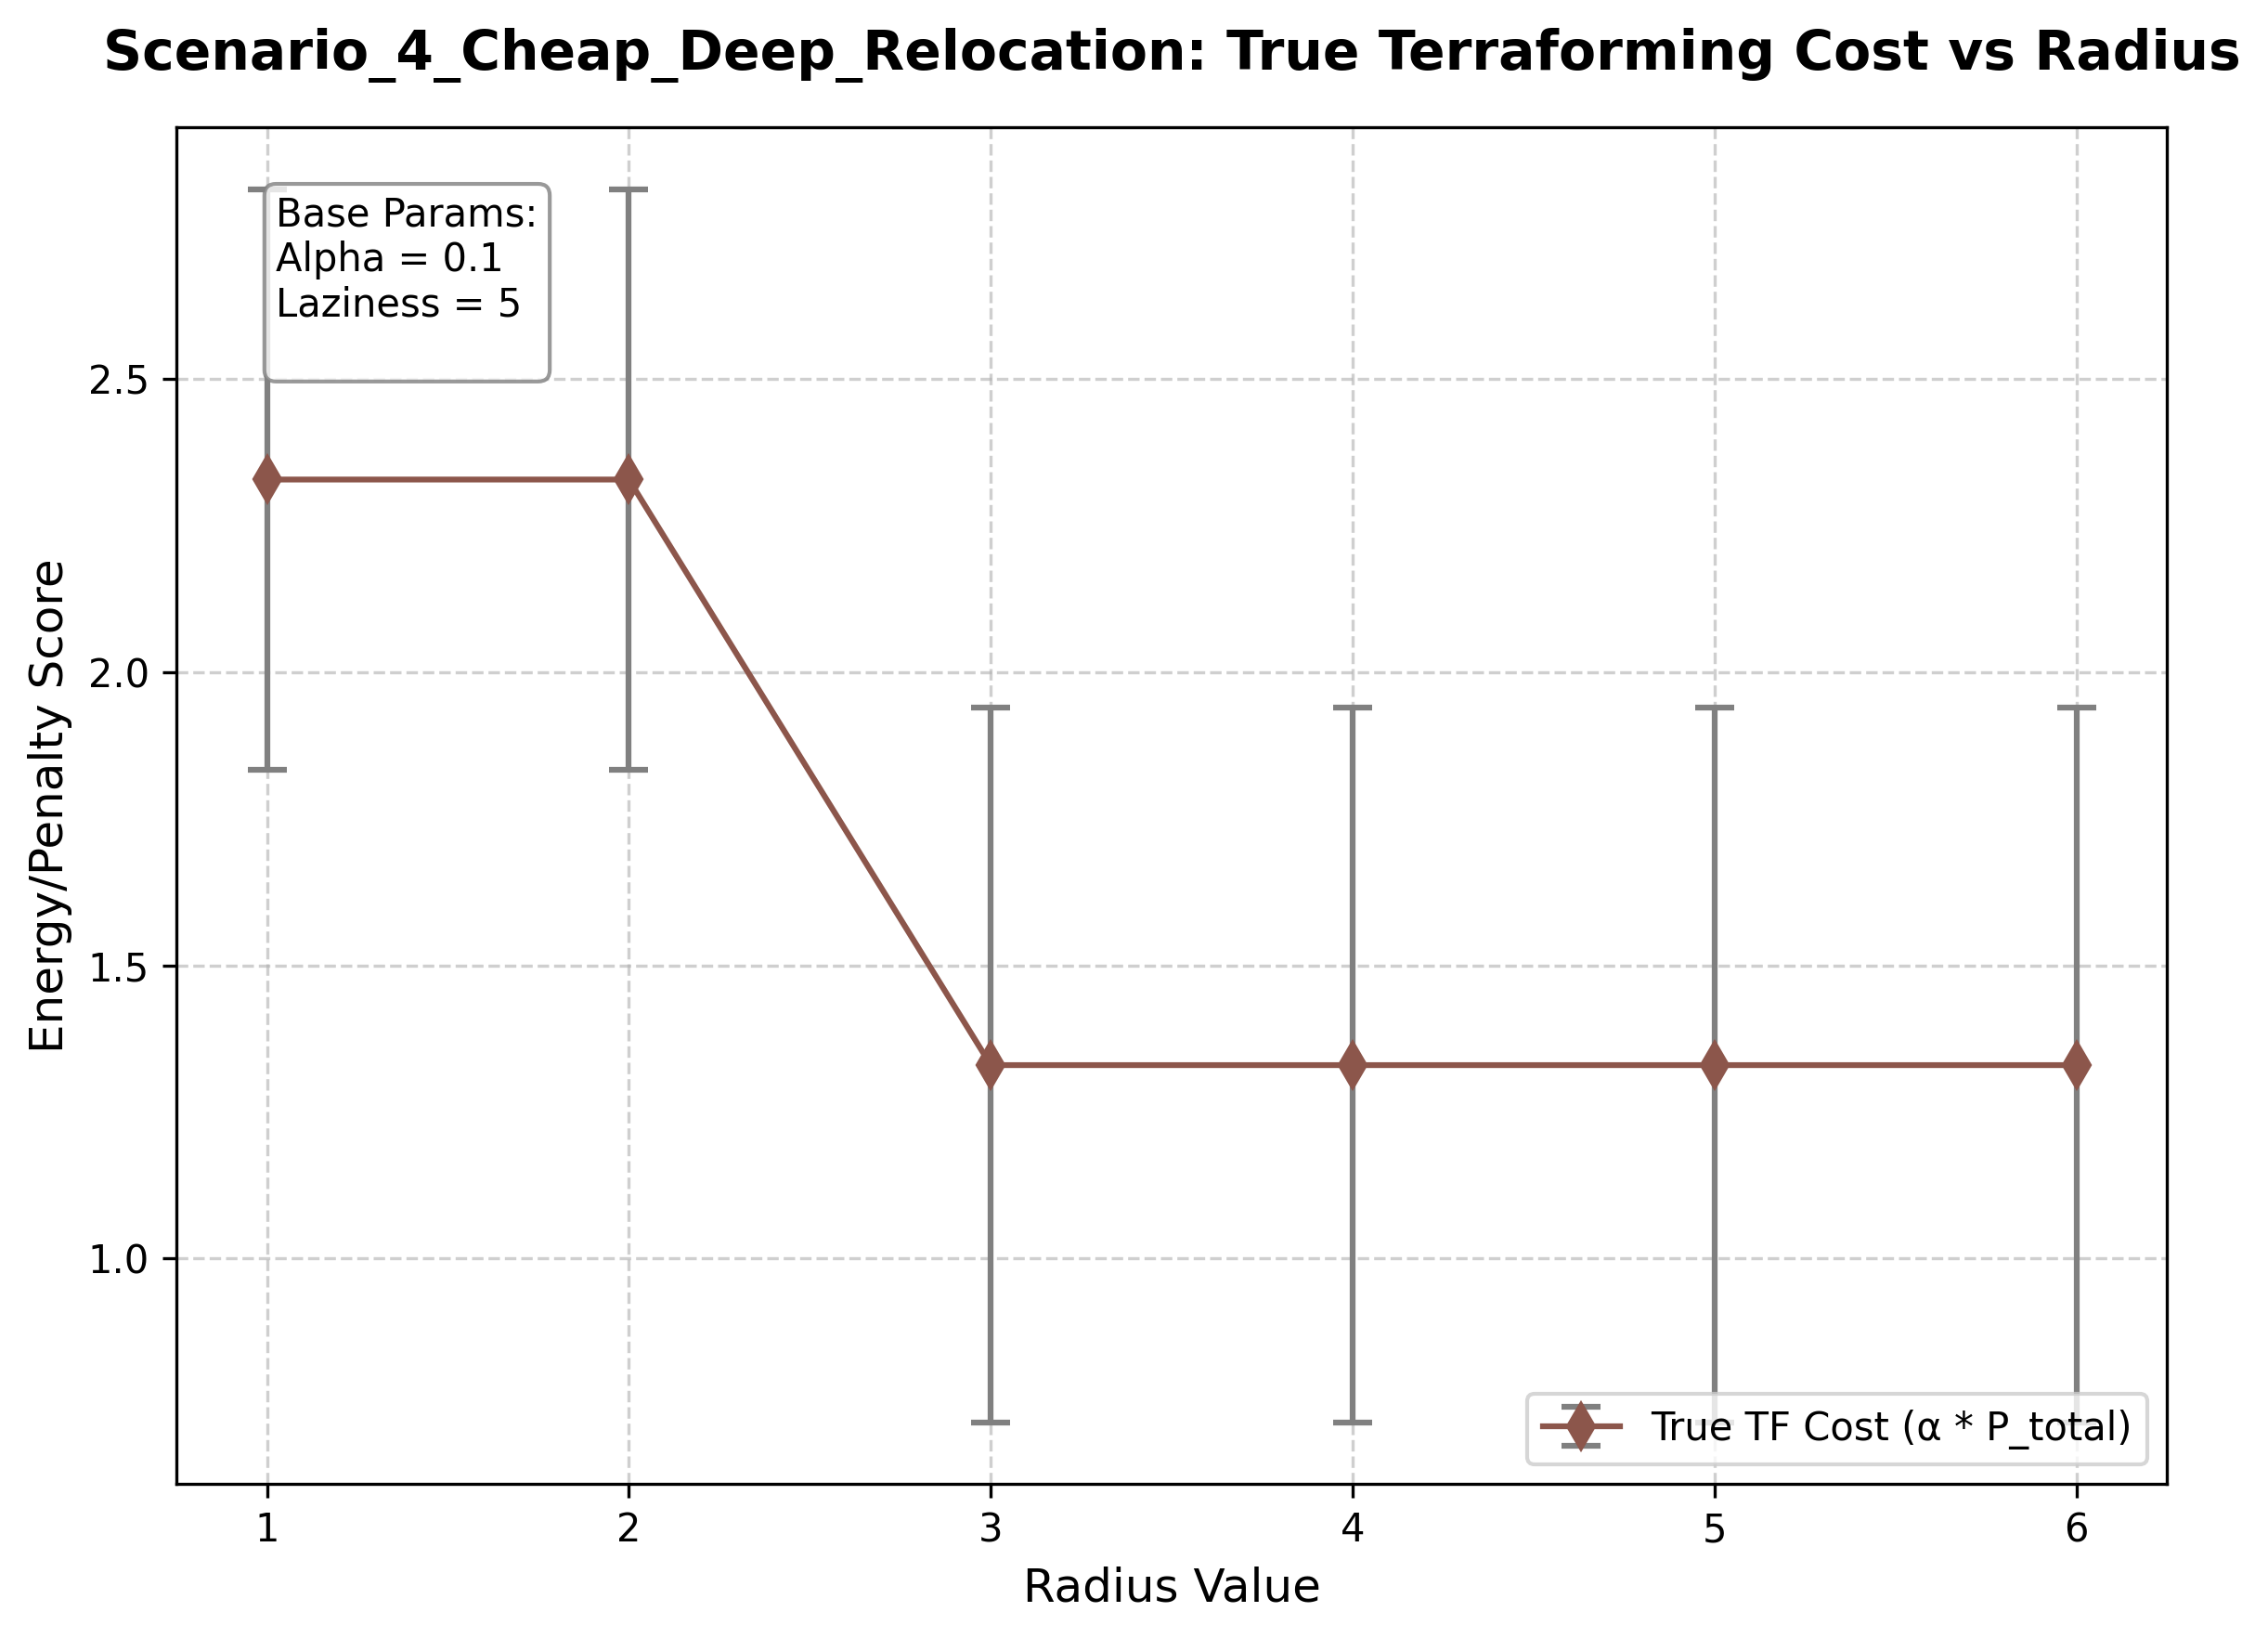 Scenario_4_Cheap_Deep_Relocation: True Terraforming Cost vs Radius
Base Params:
Alpha = 0.1
Laziness = 5
Energy/Penalty Score
2.5
2.0
1.5
1.0
True TF Cost (α * P_total)
1 2 3 4 5 6
Radius Value